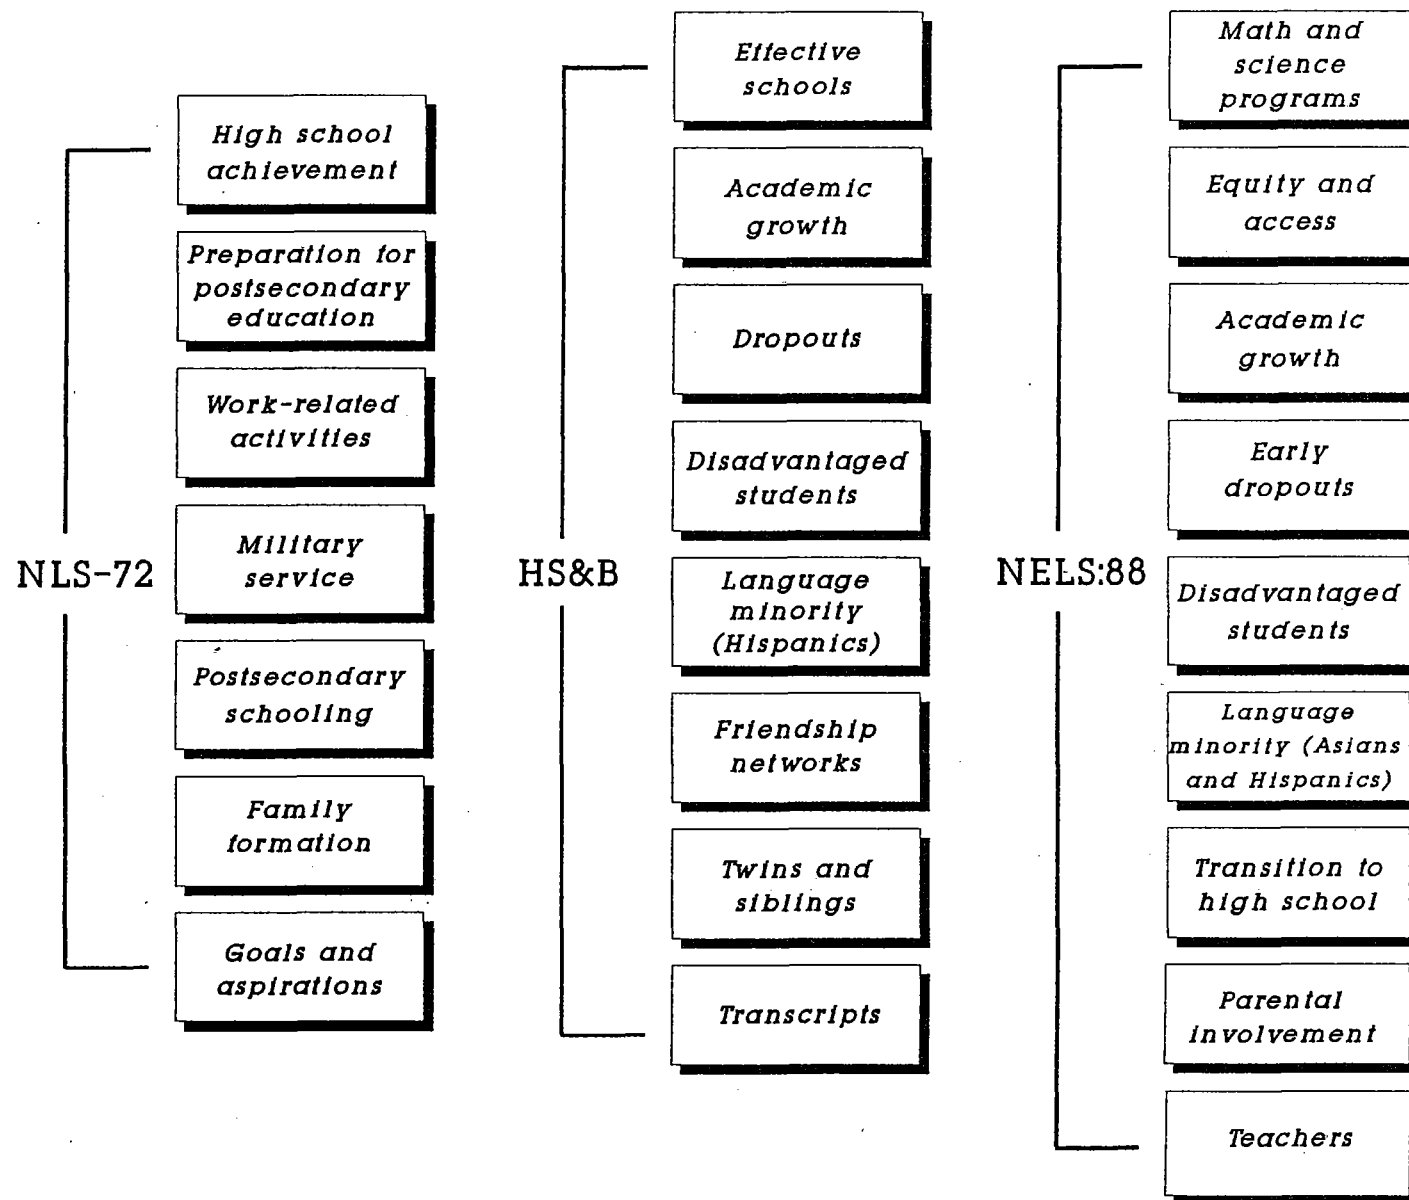 NLS-72
High school
achievement
Preparation for
postsecondary
education
Work-related
activities
Military
service
Postsecondary
schooling
Family
formation
Goals and
aspirations
HS&B
Effective
schools
Academic
growth
Dropouts
Disadvantaged
students
Language
minority
(Hispanics)
Friendship
networks
Twins and
siblings
Transcripts
NELS:88
Math and
science
programs
Equity and
access
Academic
growth
Early
dropouts
Disadvantaged
students
Language
minority (Asians
and Hispanics)
Transition to
high school
Parental
involvement
Teachers